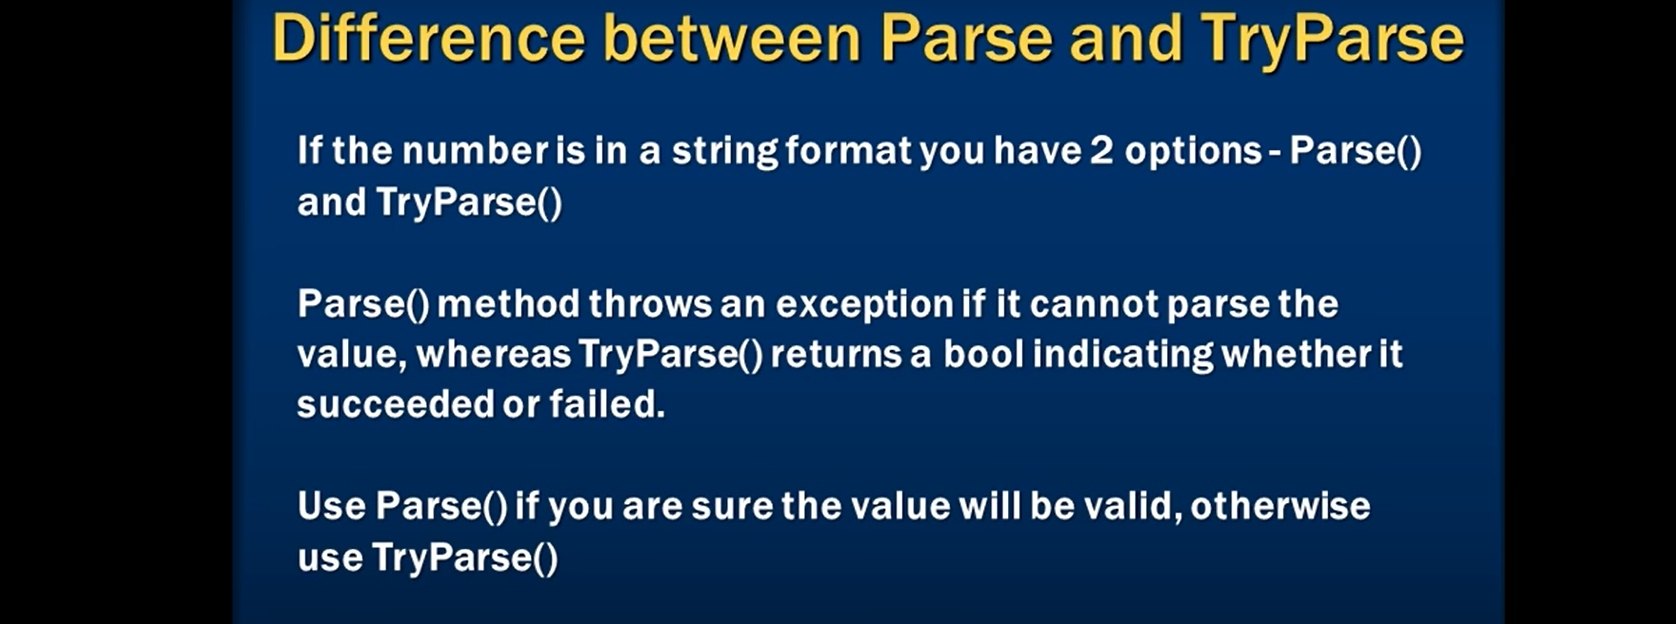 Difference between Parse and TryParse
If the number is in a string format you have 2 options - Parse()
and TryParse()
Parse() method throws an exception if it cannot parse the
value, whereas TryParse() returns a bool indicating whether it
succeeded or failed.
Use Parse() if you are sure the value will be valid, otherwise
use TryParse()